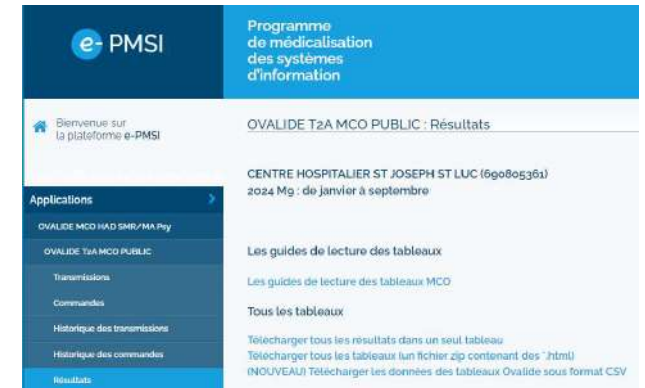 e- PMSI
Programme
de médicalisation
des systèmes
d'information
Bienvenue sur
la plateforme e-PMSI
OVALIDE T2A MCO PUBLIC : Résultats
CENTRE HOSPITALIER ST JOSEPH ST LUC (690805361)
2024 M9 : de janvier à septembre
Applications
OVALIDE MCO HAD SMR/MA Psy
OVALIDE T2A MCO PUBLIC
Transmissions
Commandes
Historique des transmissions
Historique des commandes
Résultats
Les guides de lecture des tableaux
Les guides de lecture des tableaux MCO
Tous les tableaux
Télécharger tous les résultats dans un seul tableau
Télécharger tous les tableaux (un fichier zip contenant des *.html)
(NOUVEAU) Télécharger les données des tableaux Ovalide sous format CSV